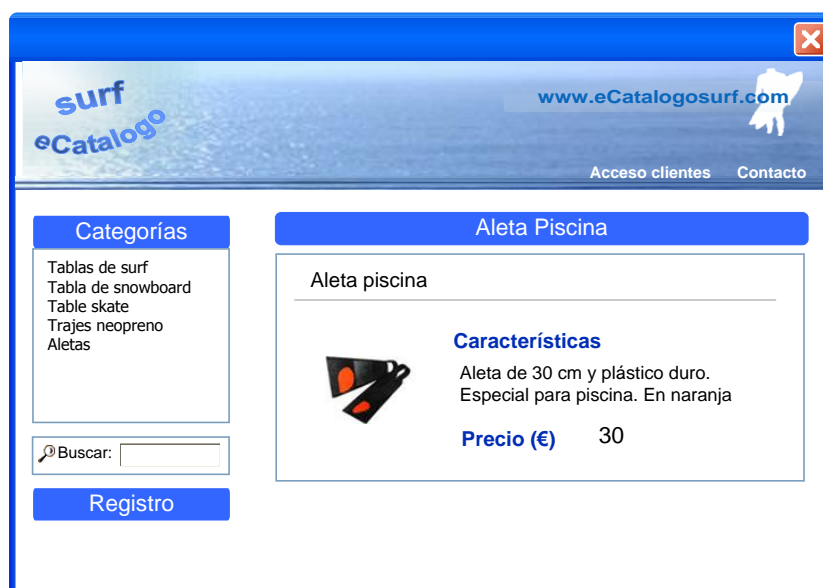 surf
eCatalogo
www.eCatalogosurf.com
Acceso clientes Contacto
Categorías
Tablas de surf
Tabla de snowboard
Table skate
Trajes neopreno
Aletas
Buscar:
Registro
Aleta Piscina
Aleta piscina
Características
Aleta de 30 cm y plástico duro.
Especial para piscina. En naranja
Precio (€) 30